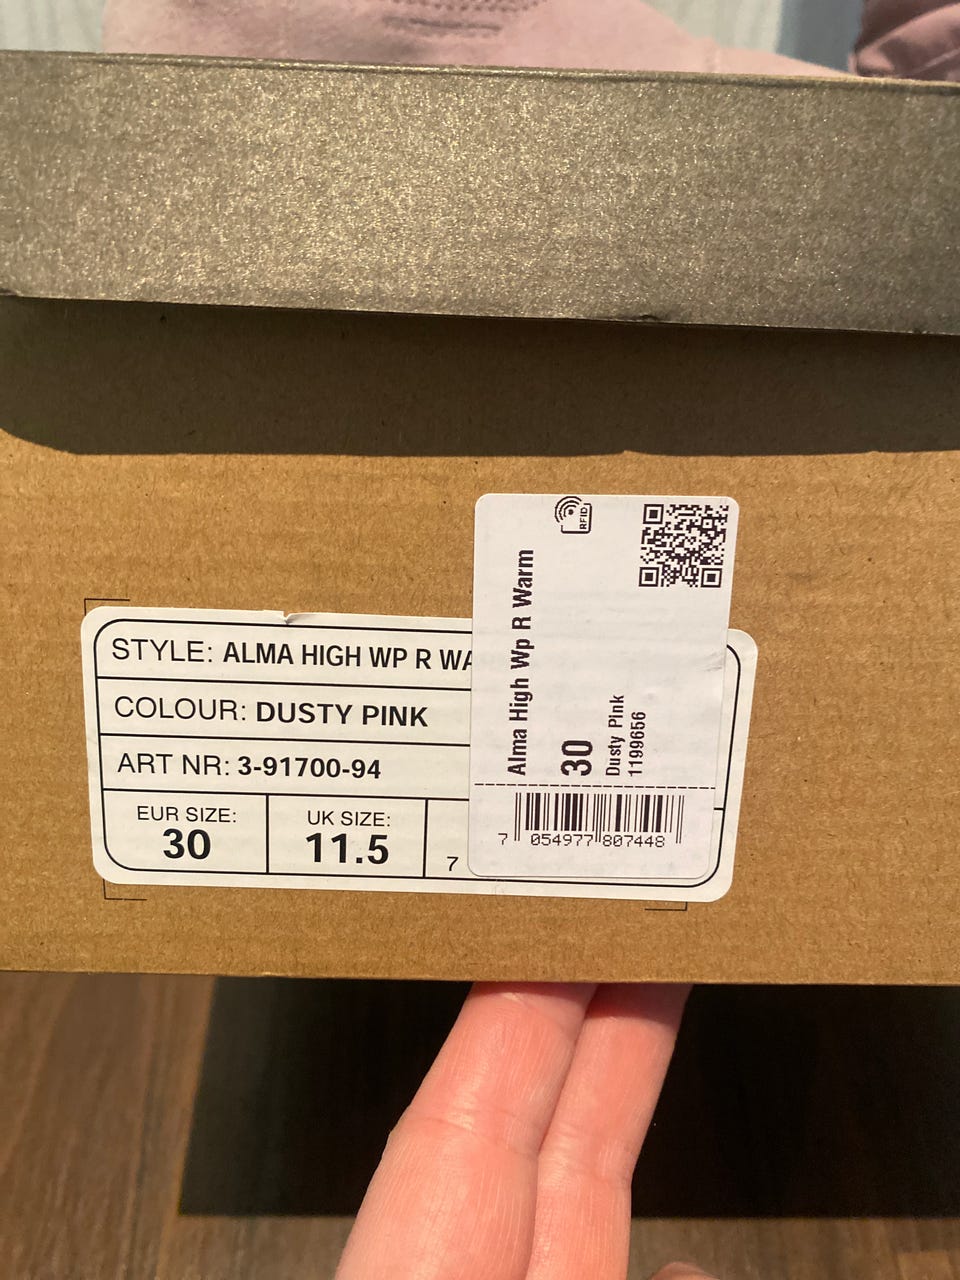 STYLE: ALMA HIGH WP R WA
COLOUR: DUSTY PINK
ART NR: 3-91700-94
EUR SIZE:
30
UK SIZE:
11.5
7
RFID
Alma High Wp R Warm
30
Dusty Pink
1199656
7 054977 807448